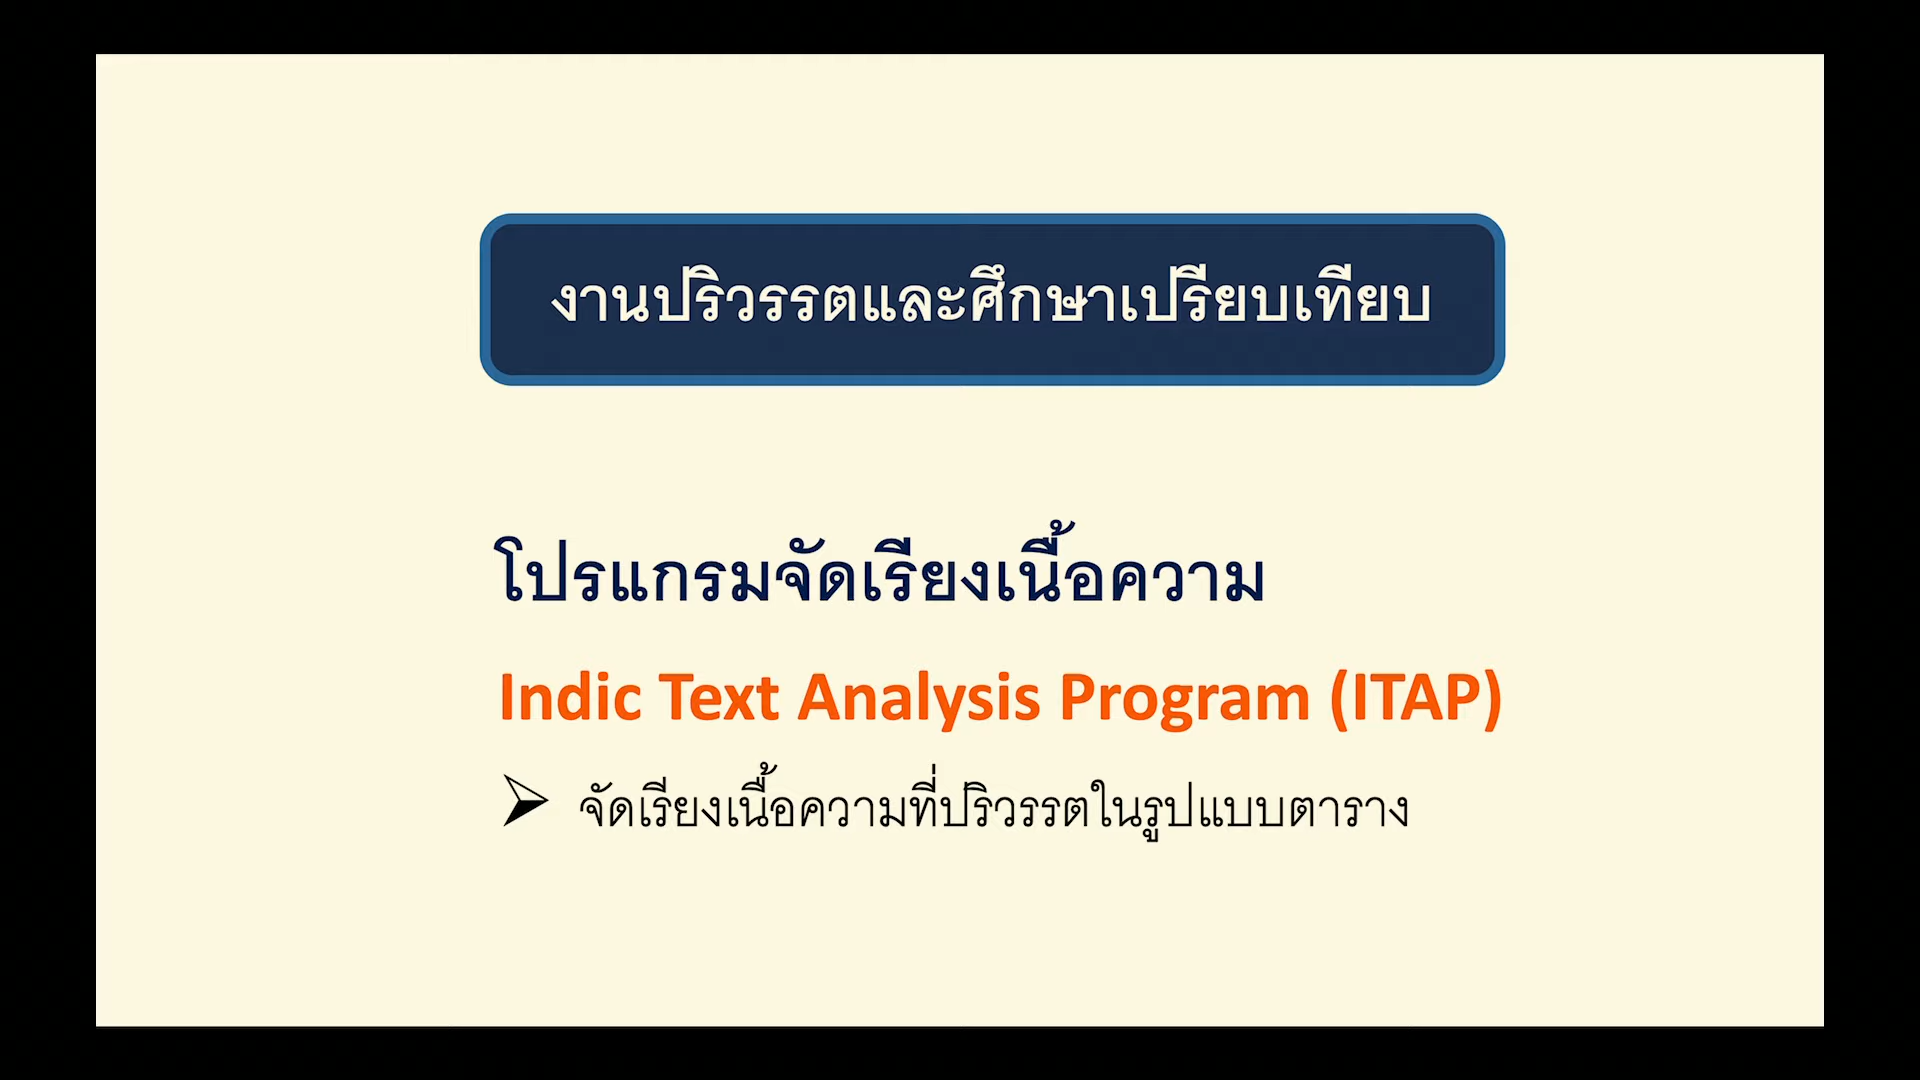 งานปริวรรตและศึกษาเปรียบเทียบ
โปรแกรมจัดเรียงเนื้อความ
Indic Text Analysis Program (ITAP)
➢ จัดเรียงเนื้อความที่ปริวรรตในรูปแบบตาราง